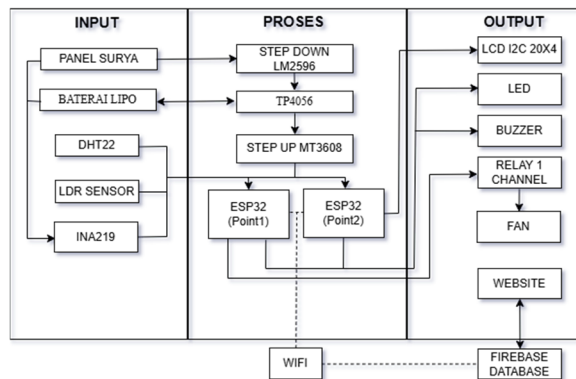 INPUT
PROSES
OUTPUT
PANEL SURYA
BATERAI LIPO
DHT22
LDR SENSOR
INA219
STEP DOWN
LM2596
TP4056
STEP UP MT3608
ESP32
(Point1)
ESP32
(Point2)
LCD I2C 20X4
LED
BUZZER
RELAY 1
CHANNEL
FAN
WEBSITE
FIREBASE
DATABASE
WIFI